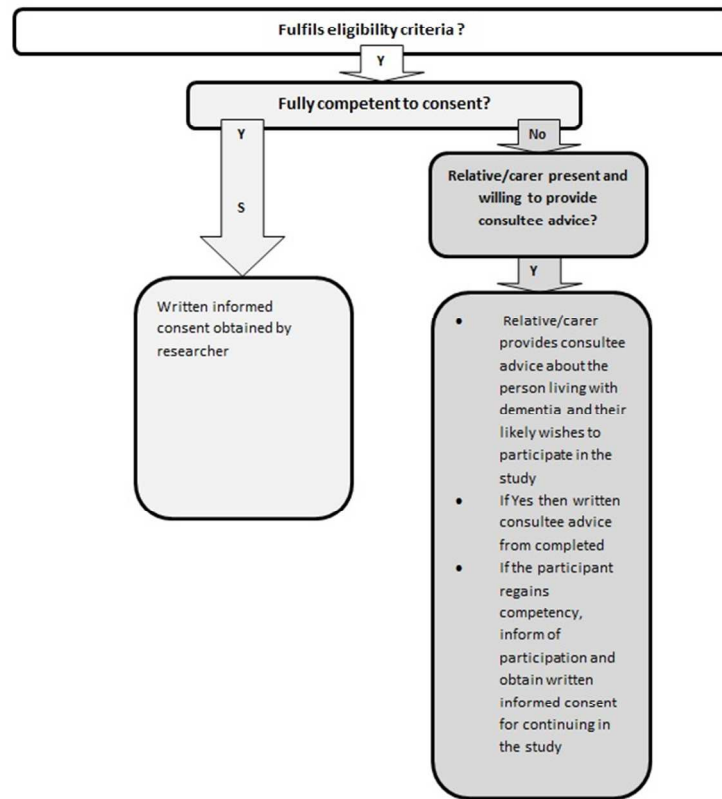 Fulfils eligibility criteria ?
Y
Fully competent to consent?
Y
S
No
Relative/carer present and
willing to provide
consultee advice?
Y
Written informed
consent obtained by
researcher
• Relative/carer
provides consultee
advice about the
person living with
dementia and their
likely wishes to
participate in the
study
• If Yes then written
consultee advice
from completed
• If the participant
regains
competency,
inform of
participation and
obtain written
informed consent
for continuing in
the study